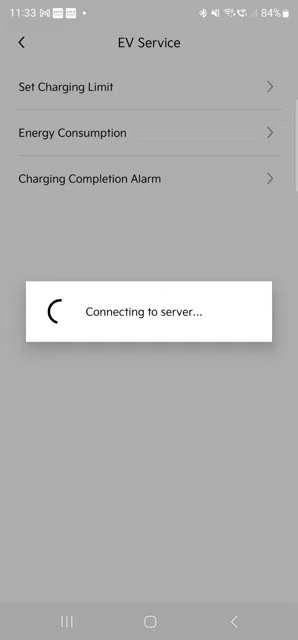 11:33 84%
EV Service
Set Charging Limit
Energy Consumption
Charging Completion Alarm
Connecting to server...